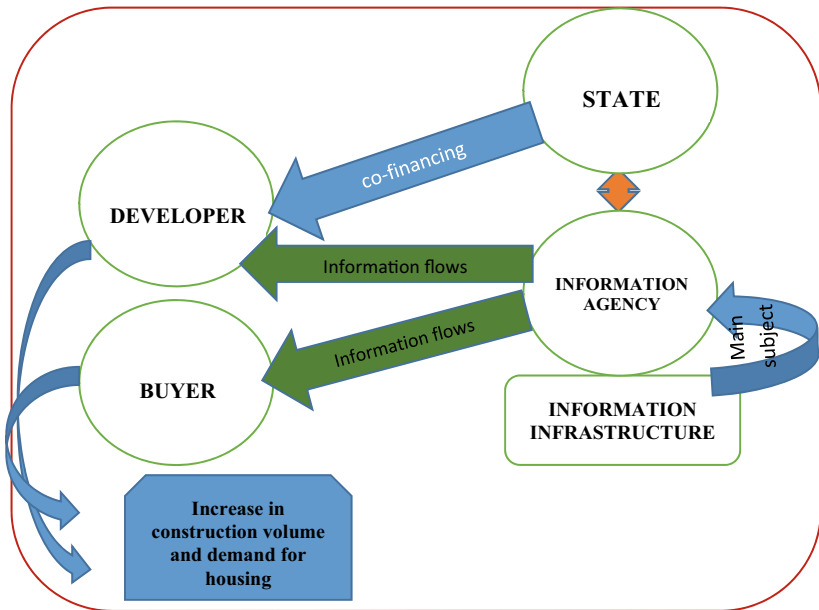 STATE
co-financing
DEVELOPER
Information flows
INFORMATION
AGENCY
Main
subject
Information flows
BUYER
INFORMATION
INFRASTRUCTURE
Increase in
construction volume
and demand for
housing